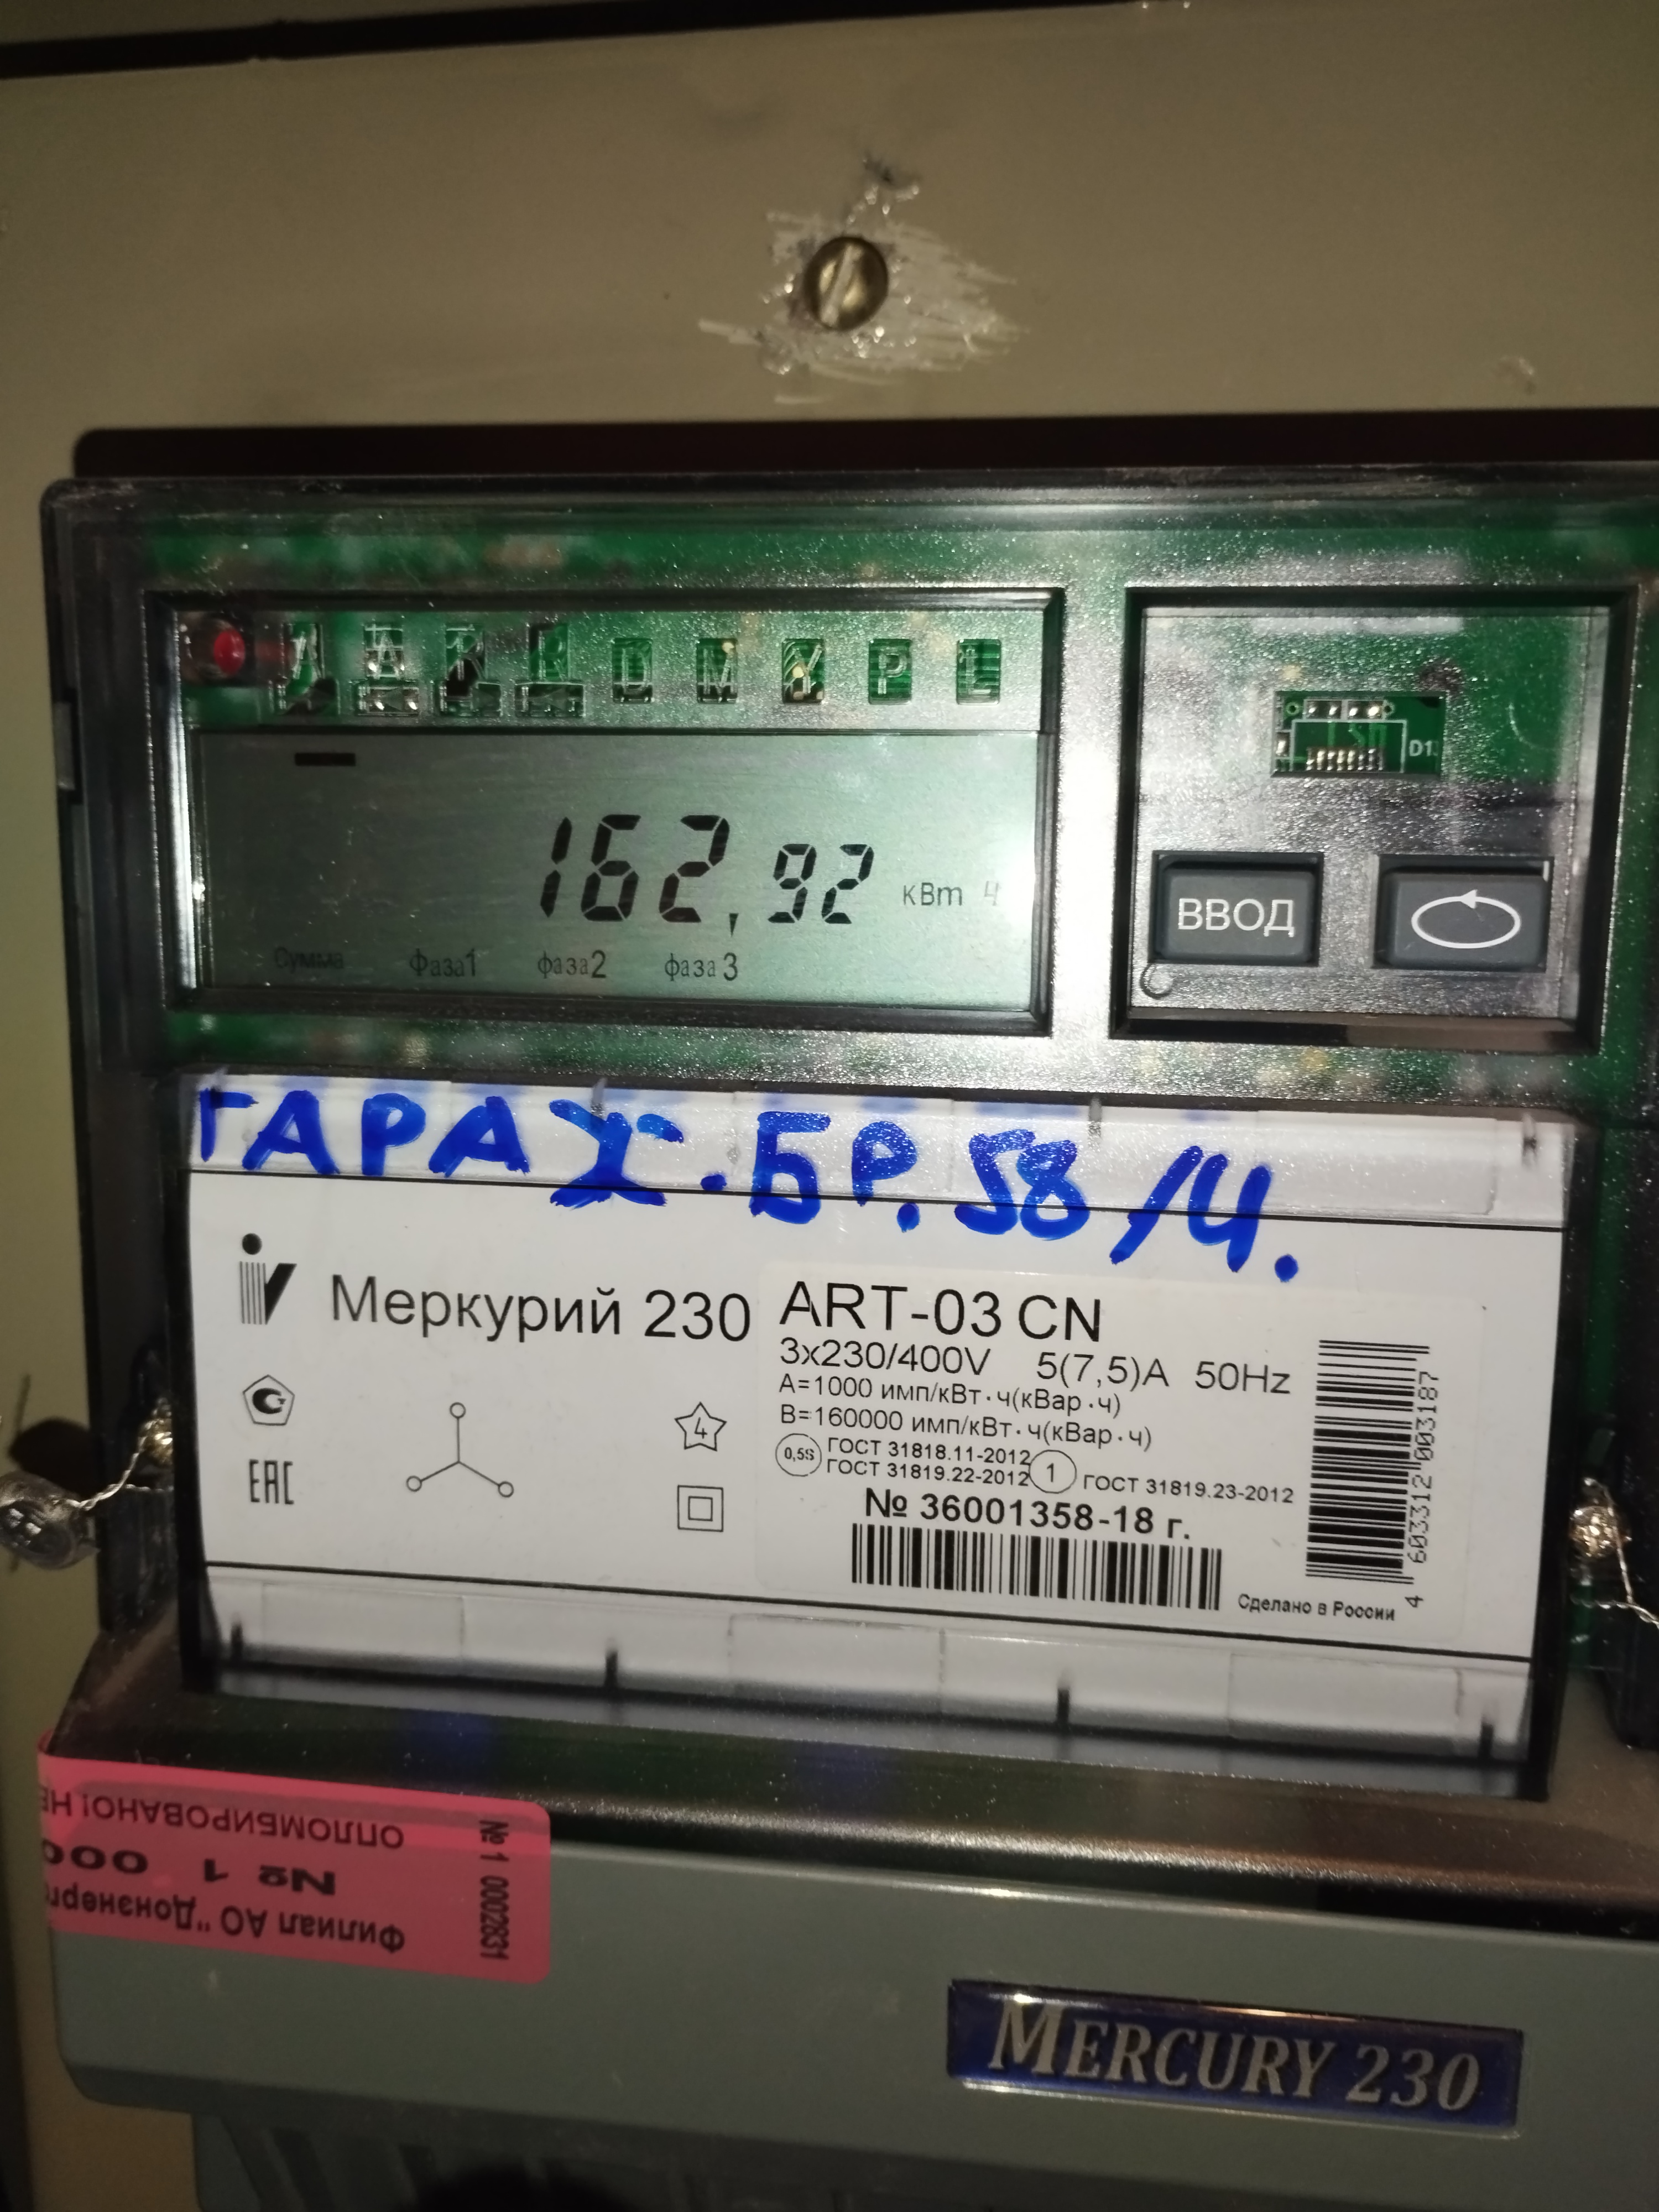 A
D
M
P
L
162,92 кВт ч
Сумма фаза1 фаза2 фаза3
D1
ВВОД
ГАРАЖ. БР. 58/Ч.
Меркурий 230 ART-03 CN
3x230/400V 5(7,5)A 50Hz
A=1000 имп/кВт·ч(кВар·ч)
B=160000 имп/кВт·ч(кВар·ч)
4
0,5S ГОСТ 31818.11-2012
ГОСТ 31819.22-2012 1 ГОСТ 31819.23-2012
ЕАС
№ 36001358-18 г.
Сделано в России
4 603312 003187
ОПЛОМБИРОВАНО! НЕ
№ 1 000
Филиал АО "Донэнерго
№ 1 0002831
MERCURY 230